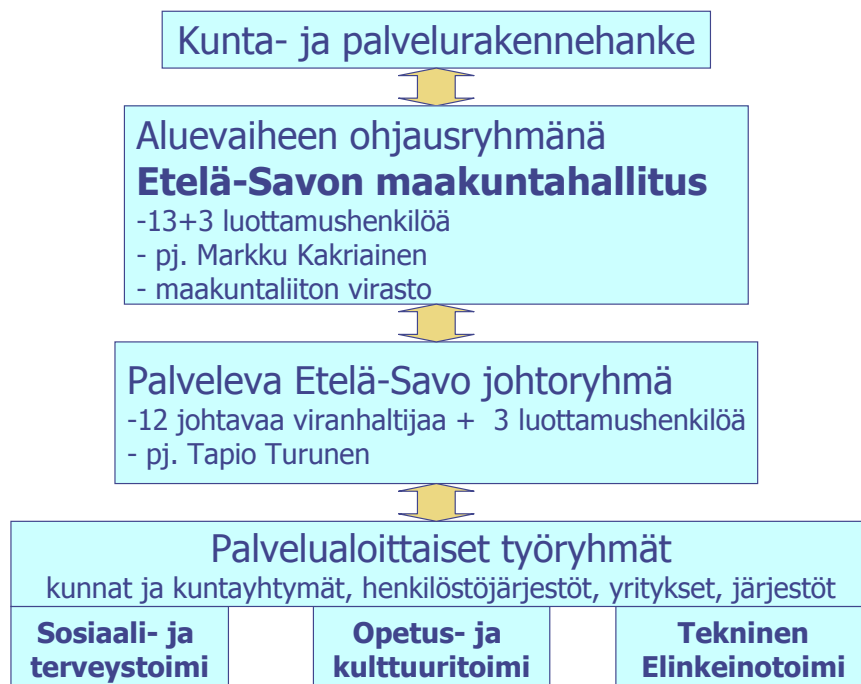 Kunta- ja palvelurakennehanke
Aluevaiheen ohjausryhmänä
Etelä-Savon maakuntahallitus
-13+3 luottamushenkilöä
- pj. Markku Kakriainen
- maakuntaliiton virasto
Palveleva Etelä-Savo johtoryhmä
-12 johtavaa viranhaltijaa + 3 luottamushenkilöä
- pj. Tapio Turunen
Palvelualoittaiset työryhmät
kunnat ja kuntayhtymät, henkilöstöjärjestöt, yritykset, järjestöt
Sosiaali- ja
terveystoimi
Opetus- ja
kulttuuritoimi
Tekninen
Elinkeinotoimi